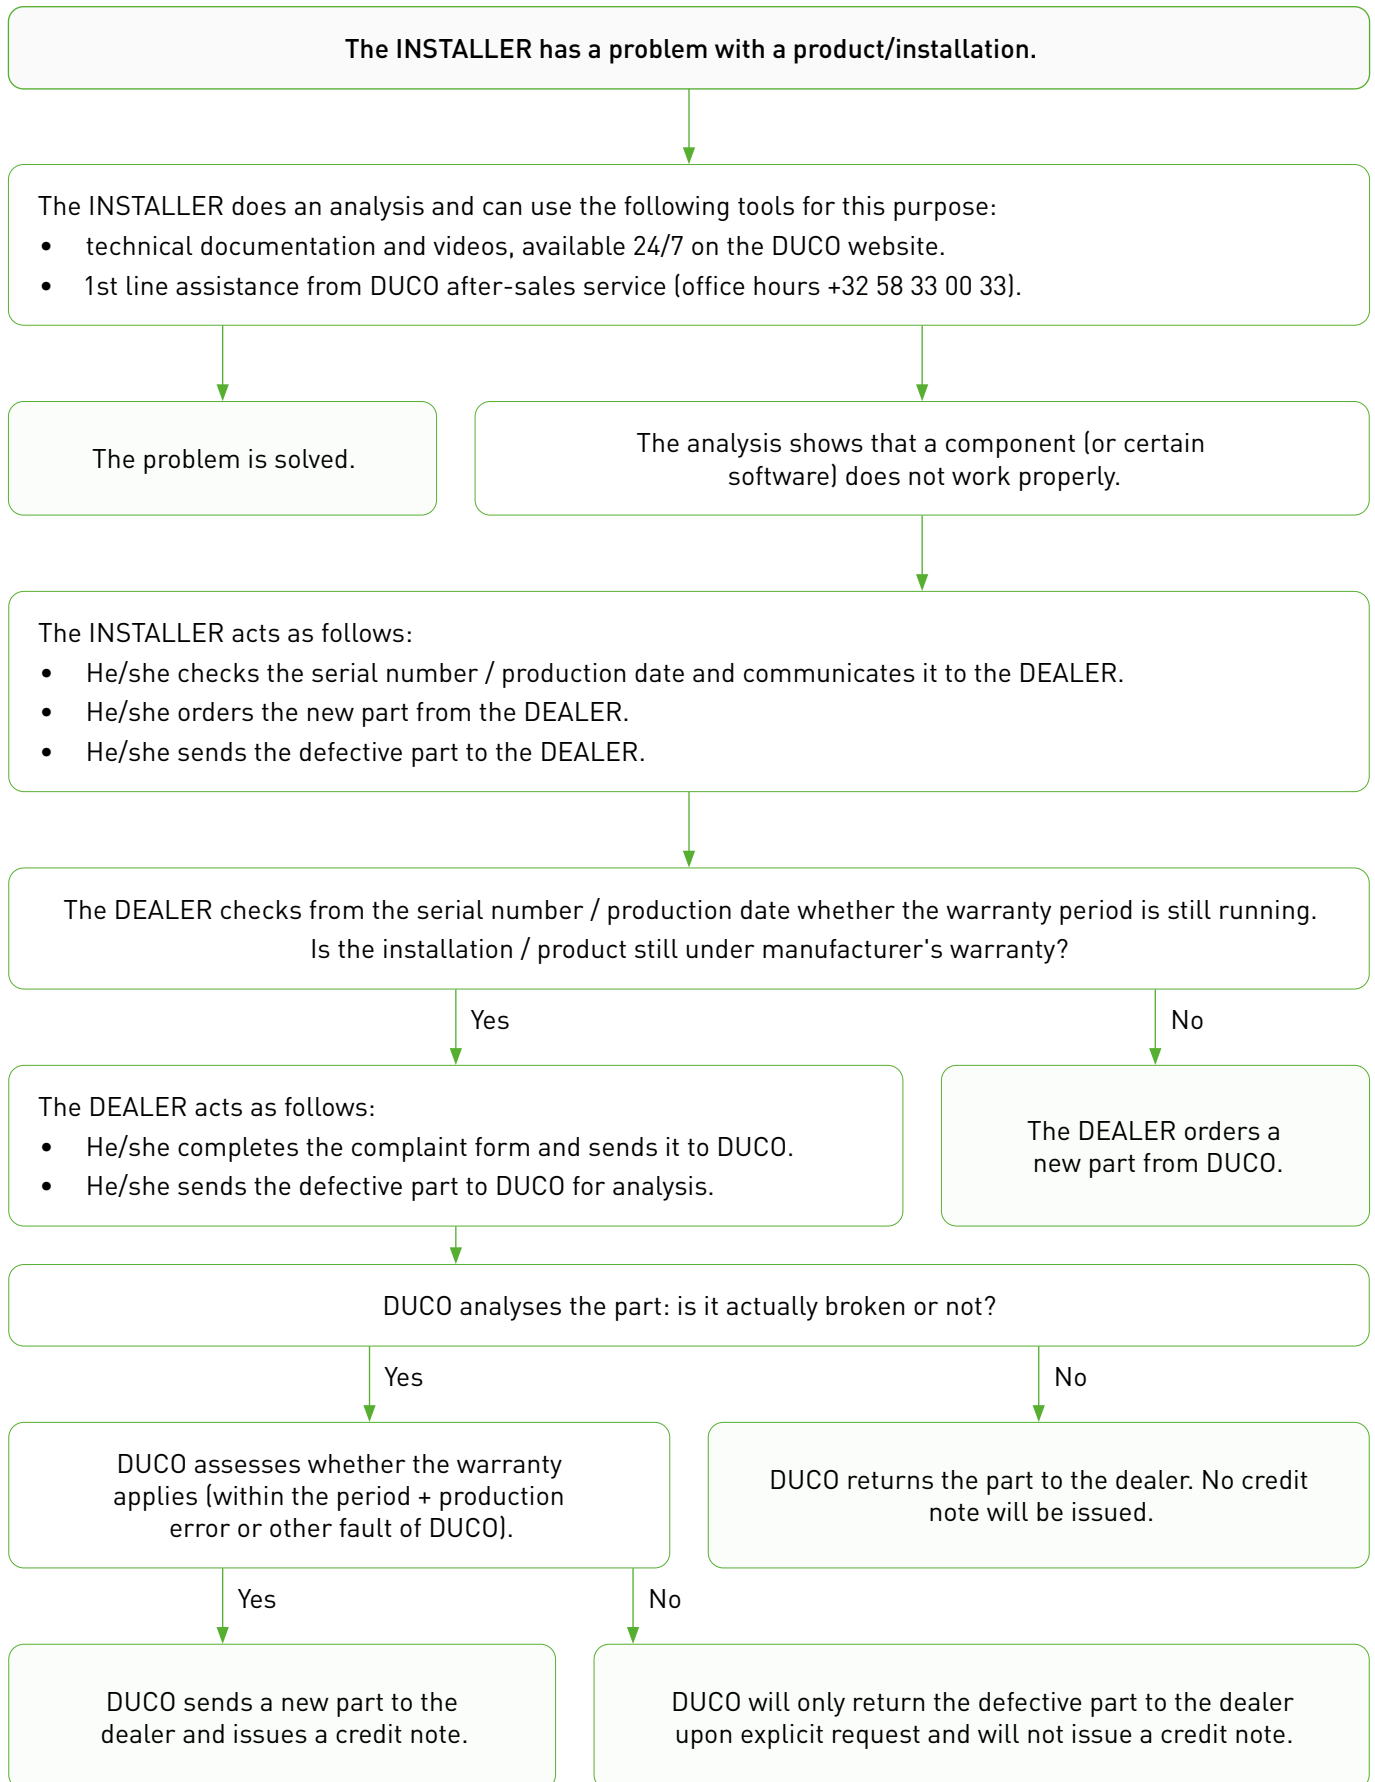 The INSTALLER has a problem with a product/installation.
The INSTALLER does an analysis and can use the following tools for this purpose:
• technical documentation and videos, available 24/7 on the DUCO website.
• 1st line assistance from DUCO after-sales service (office hours +32 58 33 00 33).
The problem is solved.
The analysis shows that a component (or certain
software) does not work properly.
The INSTALLER acts as follows:
• He/she checks the serial number / production date and communicates it to the DEALER.
• He/she orders the new part from the DEALER.
• He/she sends the defective part to the DEALER.
The DEALER checks from the serial number / production date whether the warranty period is still running.
Is the installation / product still under manufacturer's warranty?
Yes
No
The DEALER acts as follows:
• He/she completes the complaint form and sends it to DUCO.
• He/she sends the defective part to DUCO for analysis.
The DEALER orders a
new part from DUCO.
DUCO analyses the part: is it actually broken or not?
Yes
No
DUCO assesses whether the warranty
applies (within the period + production
error or other fault of DUCO).
DUCO returns the part to the dealer. No credit
note will be issued.
Yes
No
DUCO sends a new part to the
dealer and issues a credit note.
DUCO will only return the defective part to the dealer
upon explicit request and will not issue a credit note.